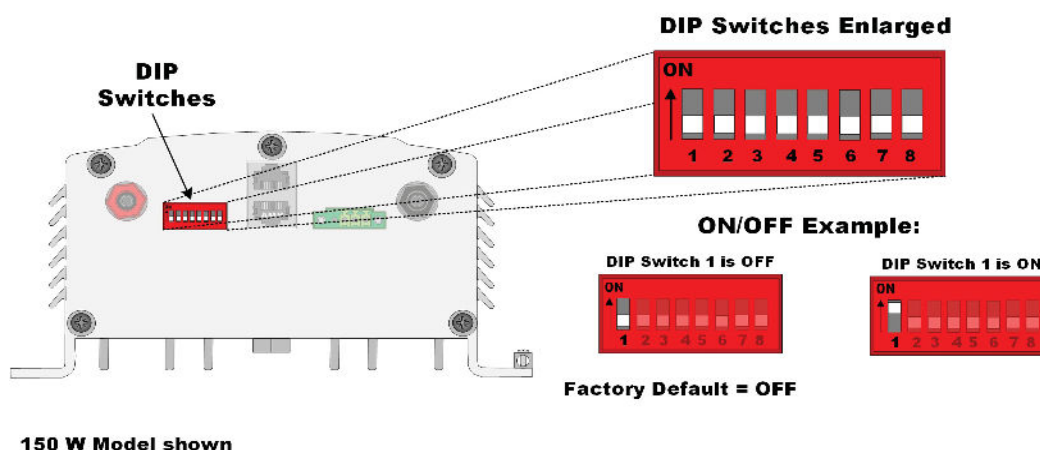 DIP Switches Enlarged
DIP
Switches
ON
1 2 3 4 5 6 7 8
ON/OFF Example:
DIP Switch 1 is OFF
ON
1 2 3 4 5 6 7 8
DIP Switch 1 is ON
ON
1 2 3 4 5 6 7 8
Factory Default = OFF
150 W Model shown